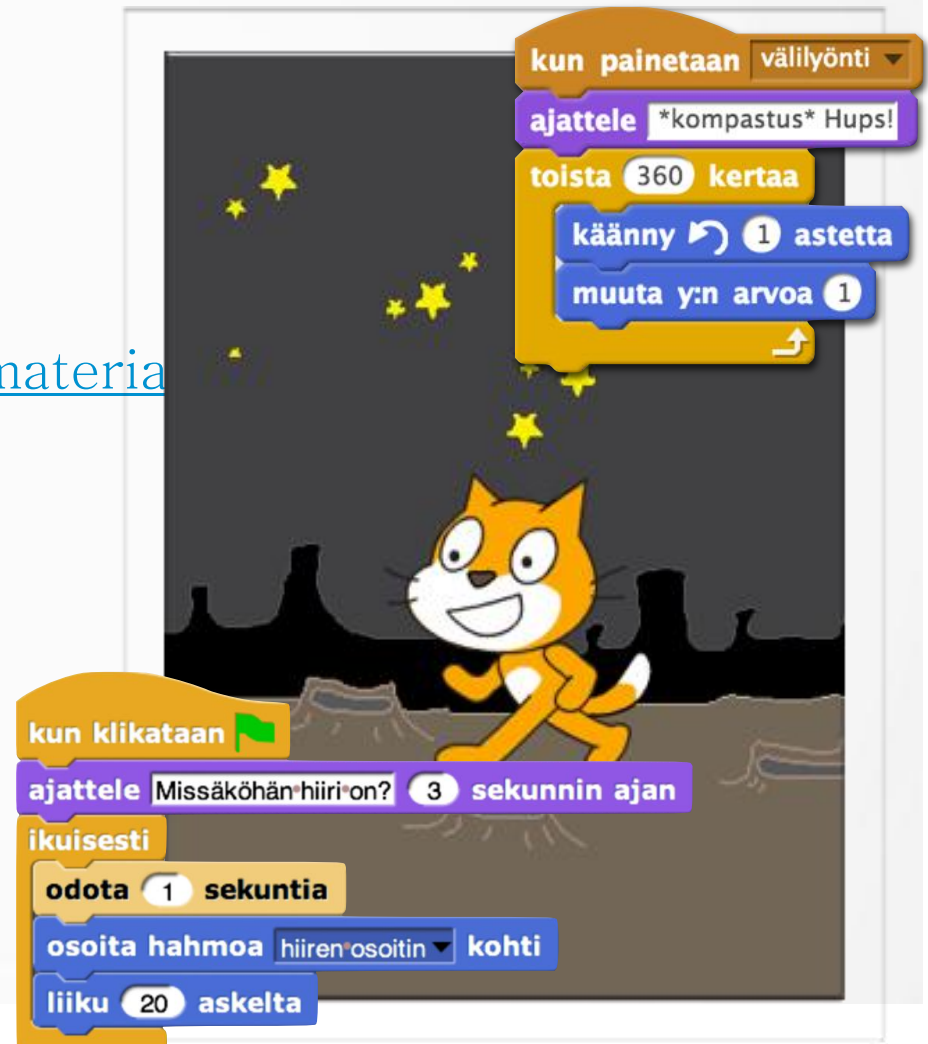 kun painetaan välilyönti
ajattele *kompastus* Hups!
toista 360 kertaa
käänny 1 astetta
muuta y:n arvoa 1
materia
kun klikataan
ajattele Missäköhän hiiri on? 3 sekunnin ajan
ikuisesti
odota 1 sekuntia
osoita hahmoa hiiren osoitin kohti
liiku 20 askelta